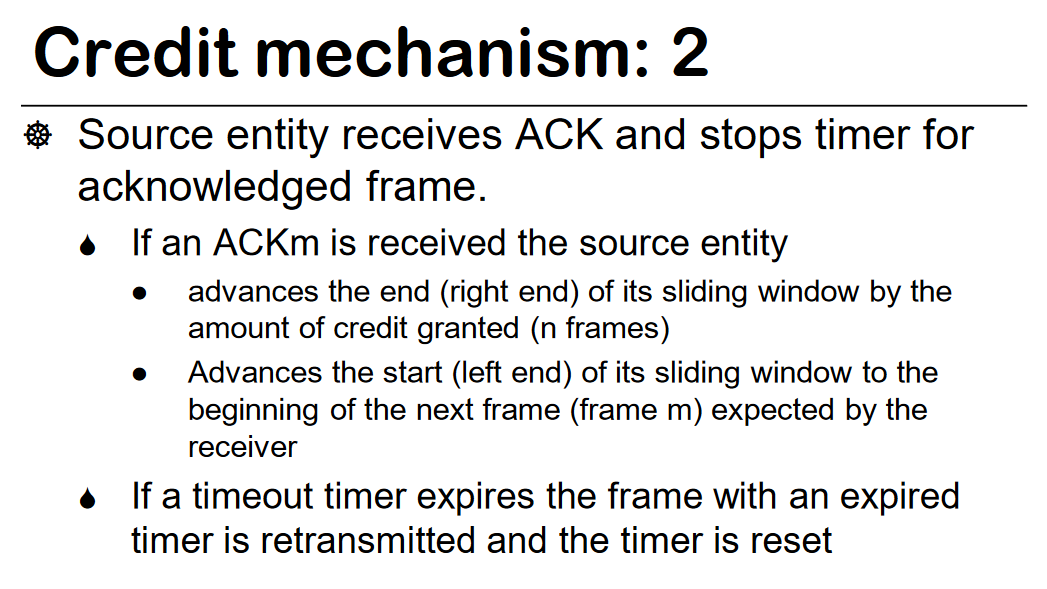 Credit mechanism: 2
Source entity receives ACK and stops timer for
acknowledged frame.
If an ACKm is received the source entity
advances the end (right end) of its sliding window by the
amount of credit granted (n frames)
Advances the start (left end) of its sliding window to the
beginning of the next frame (frame m) expected by the
receiver
If a timeout timer expires the frame with an expired
timer is retransmitted and the timer is reset